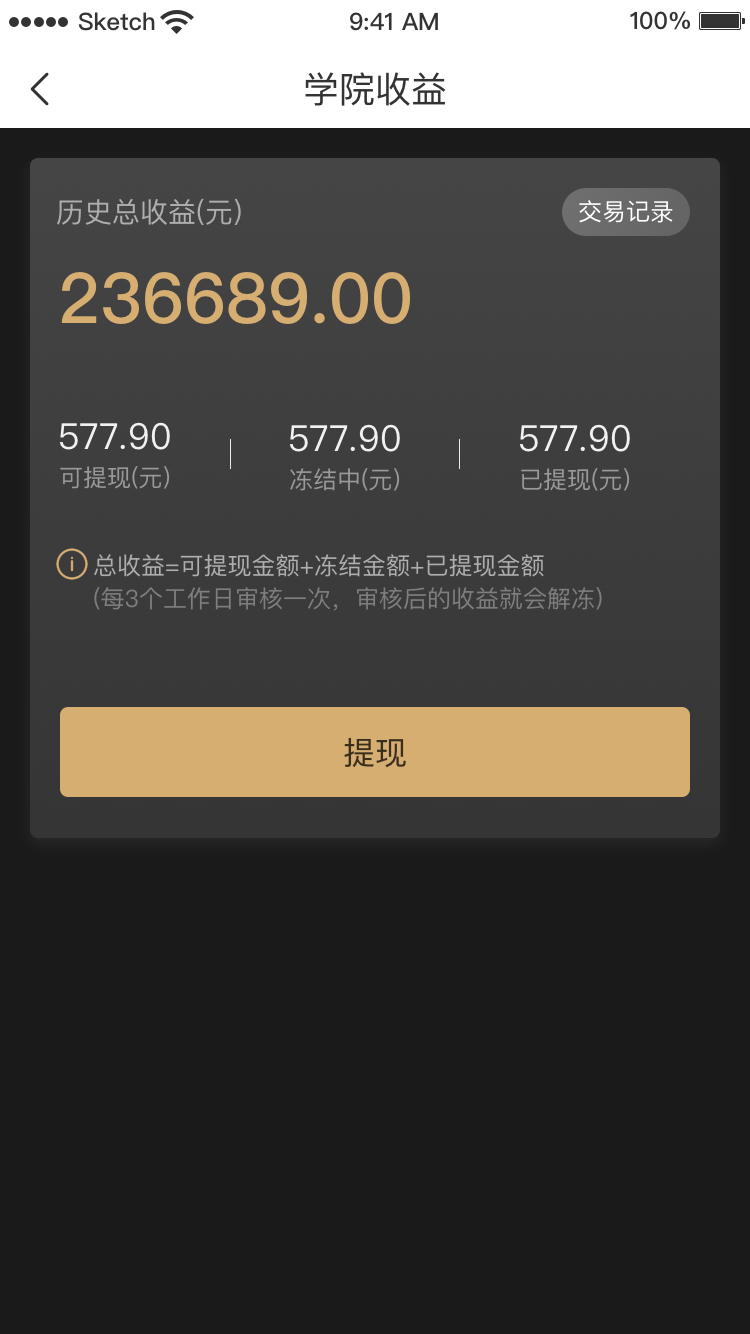 Sketch 9:41 AM 100%
学院收益
历史总收益(元) 交易记录
236689.00
577.90 577.90 577.90
可提现(元) 冻结中(元) 已提现(元)
总收益=可提现金额+冻结金额+已提现金额
(每3个工作日审核一次，审核后的收益就会解冻)
提现